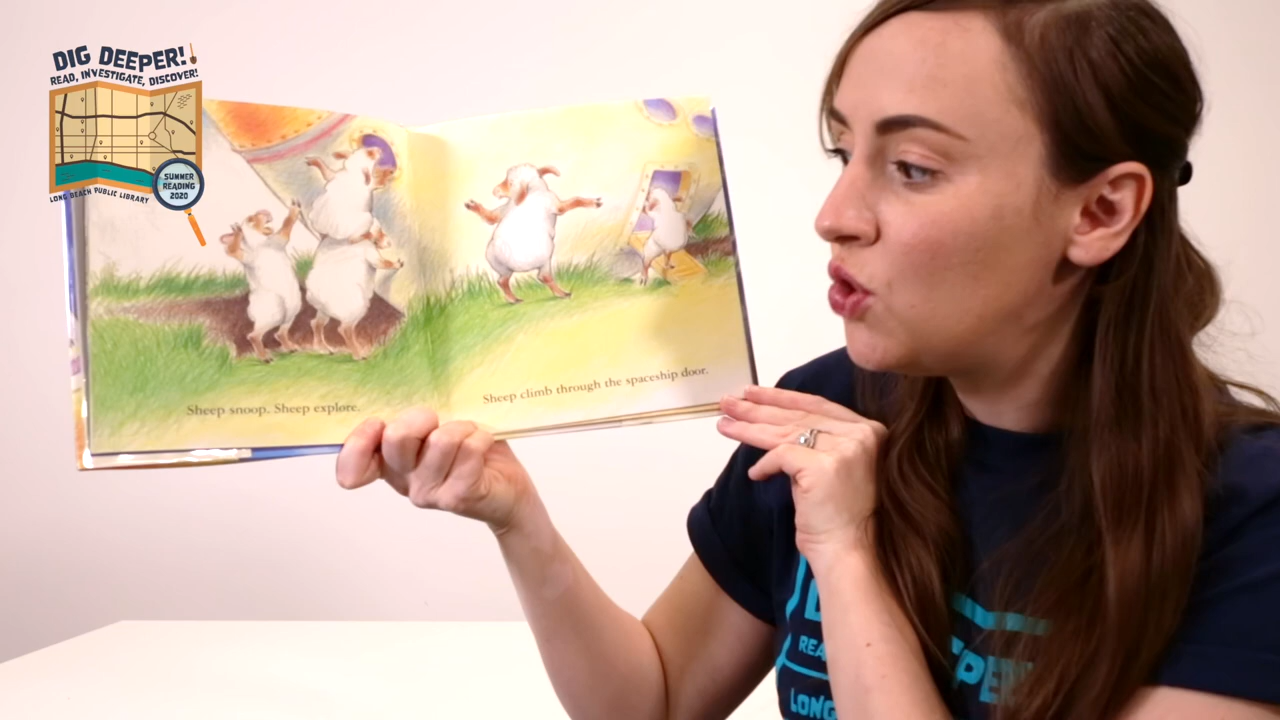 DIG DEEPER!
READ, INVESTIGATE, DISCOVER!
SUMMER
READING
2020
LONG BEACH PUBLIC LIBRARY
Sheep snoop. Sheep explore.
Sheep climb through the spaceship door.
LONG